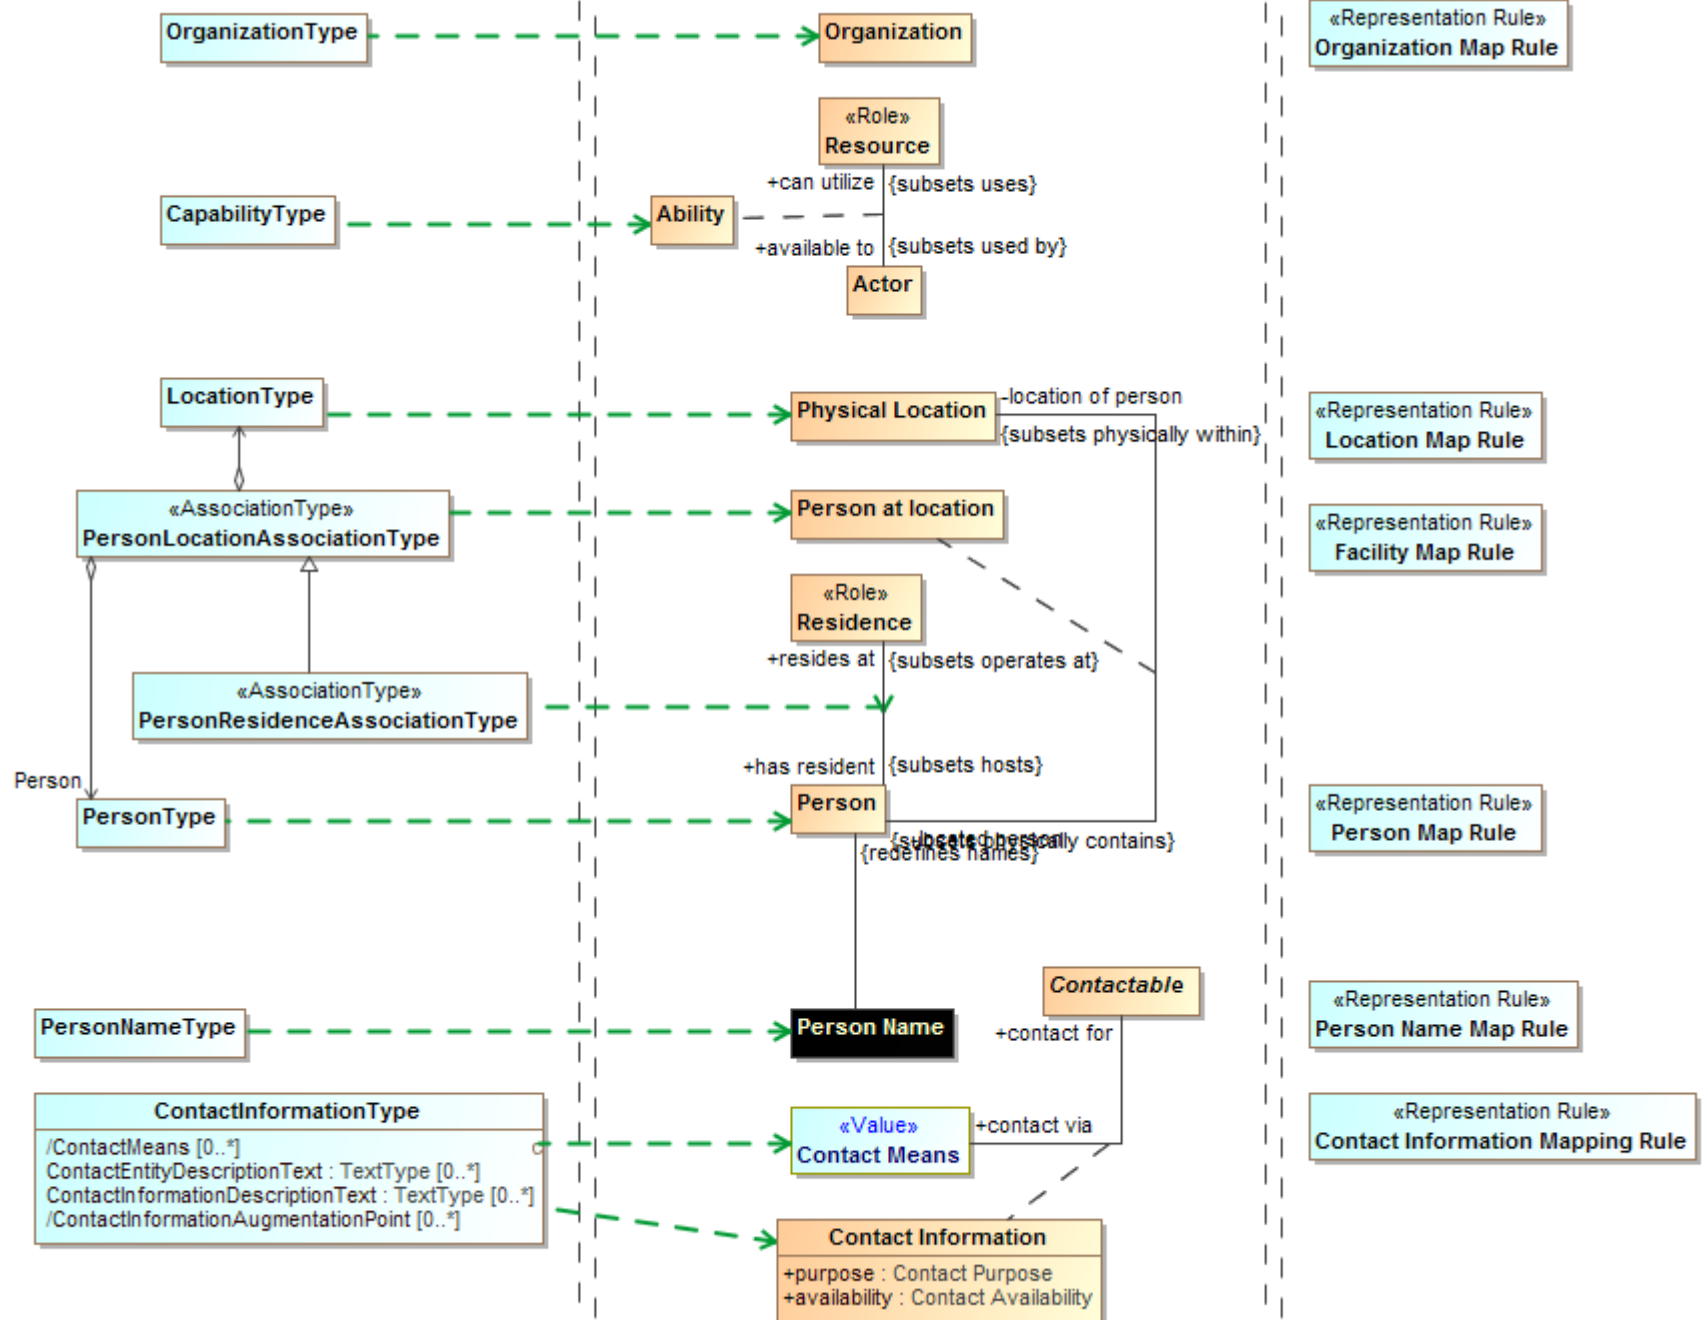 OrganizationType
Organization
«Representation Rule»
Organization Map Rule
«Role»
Resource
+can utilize
{subsets uses}
CapabilityType
Ability
+available to
{subsets used by}
Actor
LocationType
Physical Location
-location of person
{subsets physically within}
«Representation Rule»
Location Map Rule
«AssociationType»
PersonLocationAssociationType
Person at location
«Representation Rule»
Facility Map Rule
«Role»
Residence
+resides at
{subsets operates at}
«AssociationType»
PersonResidenceAssociationType
+has resident
{subsets hosts}
Person
PersonType
Person
«Representation Rule»
Person Map Rule
-located person
{subsets physically contains}
{redefines names}
Contactable
+contact for
PersonNameType
Person Name
«Representation Rule»
Person Name Map Rule
ContactInformationType
/ContactMeans [0..*]
c
ContactEntityDescriptionText : TextType [0..*]
ContactInformationDescriptionText : TextType [0..*]
/ContactInformationAugmentationPoint [0..*]
«Value»
Contact Means
+contact via
«Representation Rule»
Contact Information Mapping Rule
Contact Information
+purpose : Contact Purpose
+availability : Contact Availability